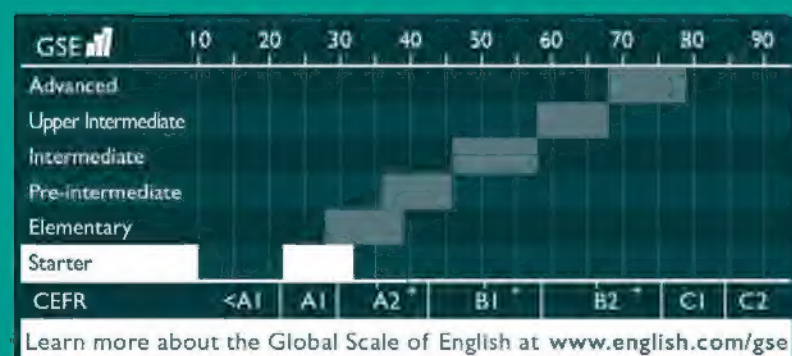 GSE 10 20 30 40 50 60 70 80 90
Advanced
Upper Intermediate
Intermediate
Pre-intermediate
Elementary
Starter
CEFR <A1 A1 A2+ B1+ B2+ C1 C2
Learn more about the Global Scale of English at www.english.com/gse